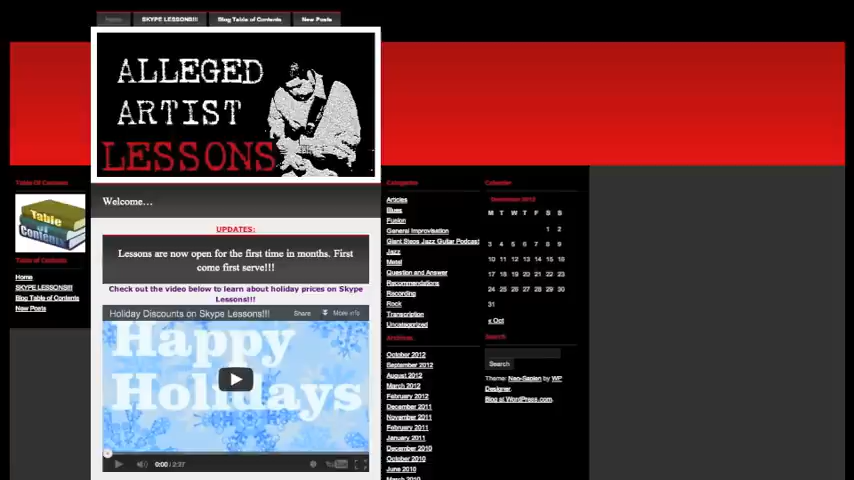 Home
SKYPE LESSONS!!!
Blog Table of Contents
New Posts
ALLEGED
ARTIST
LESSONS
Table Of Contents
Table
of
Contents
Table of Contents
Home
SKYPE LESSONS!!!
Blog Table of Contents
New Posts
Welcome...
UPDATES:
Lessons are now open for the first time in months. First
come first serve!!!
Check out the video below to learn about holiday prices on Skype
Lessons!!!
Holiday Discounts on Skype Lessons!!!
Share
More info
Happy
Holidays
0:00 / 2:37
Categories
Articles
Blues
Fusion
General Improvisation
Giant Steps Jazz Guitar Podcast
Jazz
Metal
Question and Answer
Recommendations
Recording
Rock
Transcription
Uncategorized
Archives
October 2012
September 2012
August 2012
March 2012
February 2012
December 2011
November 2011
February 2011
January 2011
December 2010
October 2010
June 2010
March 2010
Calendar
December 2012
M T W T F S S
1 2
3 4 5 6 7 8 9
10 11 12 13 14 15 16
17 18 19 20 21 22 23
24 25 26 27 28 29 30
31
« Oct
Search
Search
Theme: Neo-Sapien by WP
Designer.
Blog at WordPress.com.